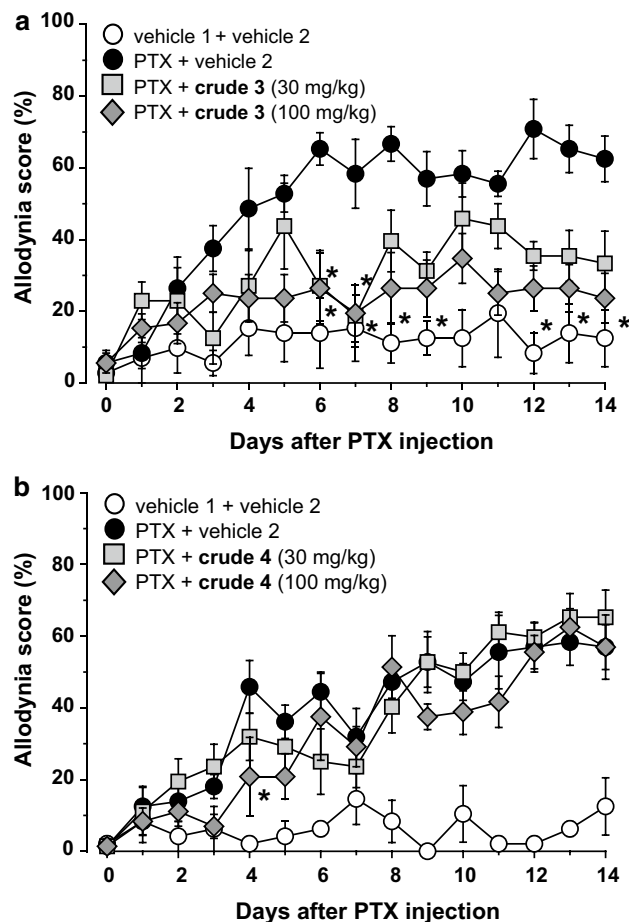 a
vehicle 1 + vehicle 2
PTX + vehicle 2
PTX + crude 3 (30 mg/kg)
PTX + crude 3 (100 mg/kg)
Allodynia score (%)
100
80
60
40
20
0
* *
* * * * * * *
0 2 4 6 8 10 12 14
Days after PTX injection
b
vehicle 1 + vehicle 2
PTX + vehicle 2
PTX + crude 4 (30 mg/kg)
PTX + crude 4 (100 mg/kg)
Allodynia score (%)
100
80
60
40
20
0
*
0 2 4 6 8 10 12 14
Days after PTX injection